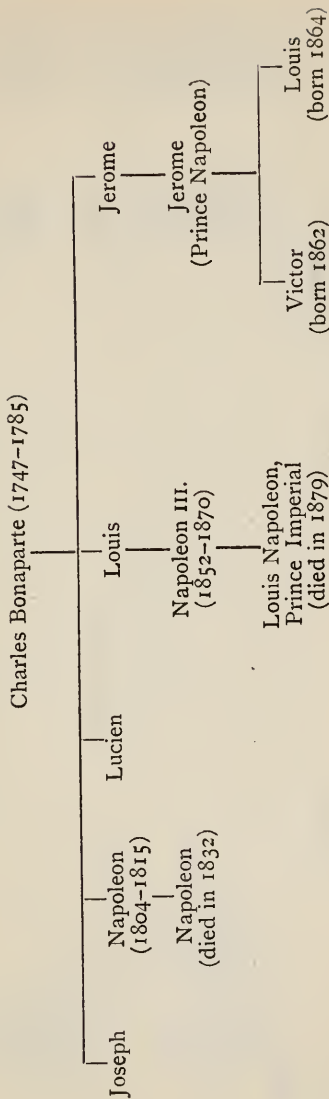 Charles Bonaparte (1747–1785)
Joseph
Napoleon
(1804–1815)
Napoleon
(died in 1832)
Lucien
Louis
Napoleon III.
(1852–1870)
Louis Napoleon,
Prince Imperial
(died in 1879)
Jerome
Jerome
(Prince Napoleon)
Victor
(born 1862)
Louis
(born 1864)